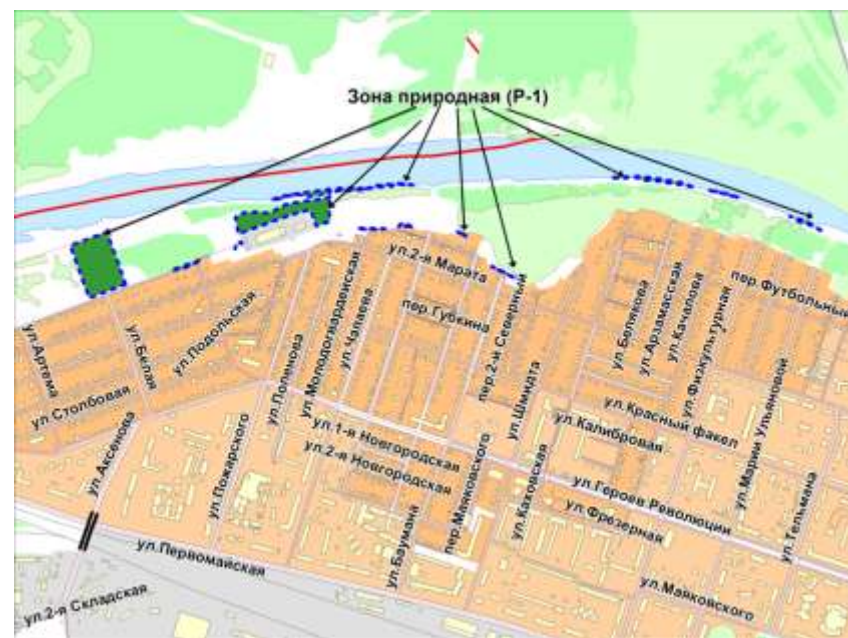 Зона природная (Р-1)
ул.2-я Марата
пер.Губкина
пер.2-й Северный
ул.Шмидта
ул.Белякова
ул.Арзамасская
ул.Качалова
ул.Физкультурная
пер.Футбольный
ул.Артема
ул.Белая
ул.Подольская
ул.Молодогвардейская
ул.Чапаева
ул Столбовая
ул.Аксенова
ул.Пожарского
ул.1-я Новгородская
ул.2-я Новгородская
ул.Красный факел
ул.Калибровая
ул.Марии Ульяновой
ул.Тельмана
ул.Героев Революции
ул.Фрезерная
ул.Каховская
пер.Маяковского
ул.Баумана
ул.Первомайская
ул.Маяковского
ул.2-я Складская